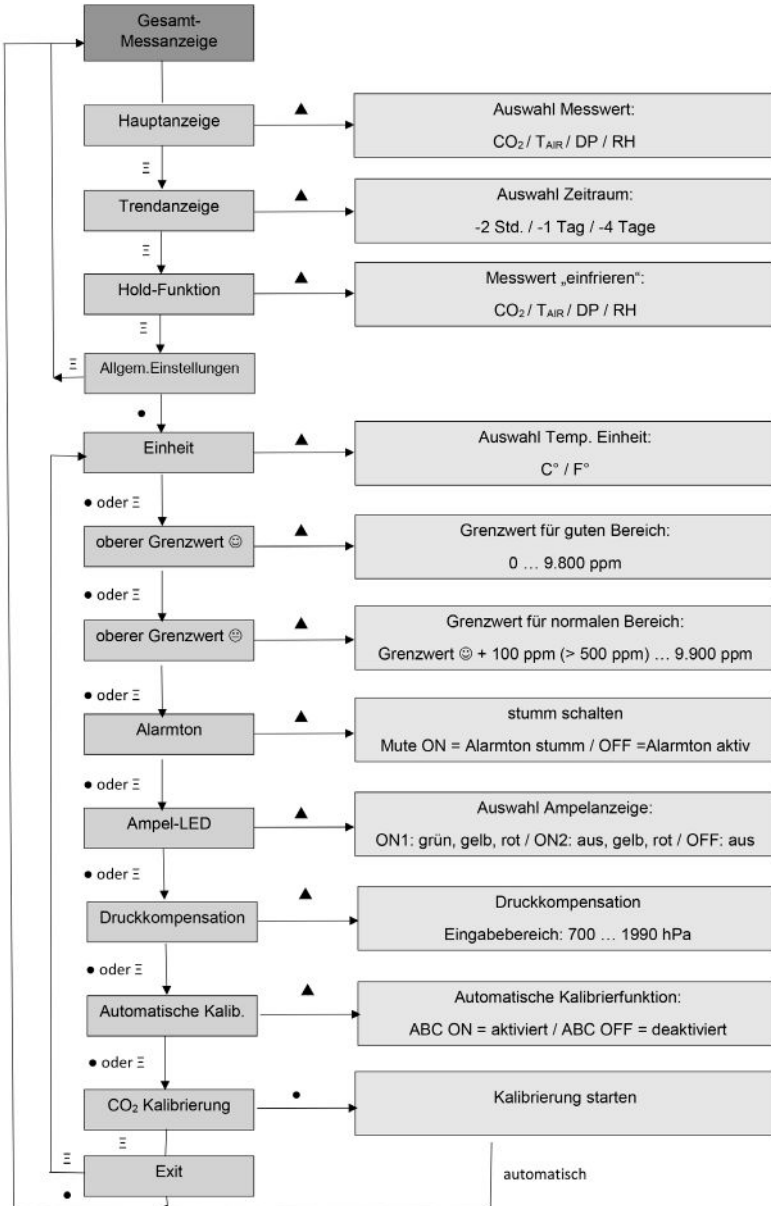 Gesamt-
Messanzeige
Hauptanzeige
▲
Auswahl Messwert:
CO₂ / TAIR / DP / RH
Ξ
Trendanzeige
▲
Auswahl Zeitraum:
-2 Std. / -1 Tag / -4 Tage
Ξ
Hold-Funktion
▲
Messwert „einfrieren“:
CO₂ / TAIR / DP / RH
Ξ
Ξ
Allgem.Einstellungen
●
Einheit
▲
Auswahl Temp. Einheit:
C° / F°
● oder Ξ
oberer Grenzwert ☺
▲
Grenzwert für guten Bereich:
0 … 9.800 ppm
● oder Ξ
oberer Grenzwert 😐
▲
Grenzwert für normalen Bereich:
Grenzwert ☺ + 100 ppm (> 500 ppm) … 9.900 ppm
● oder Ξ
Alarmton
▲
stumm schalten
Mute ON = Alarmton stumm / OFF =Alarmton aktiv
● oder Ξ
Ampel-LED
▲
Auswahl Ampelanzeige:
ON1: grün, gelb, rot / ON2: aus, gelb, rot / OFF: aus
● oder Ξ
Druckkompensation
▲
Druckkompensation
Eingabebereich: 700 … 1990 hPa
● oder Ξ
Automatische Kalib.
▲
Automatische Kalibrierfunktion:
ABC ON = aktiviert / ABC OFF = deaktiviert
● oder Ξ
CO₂ Kalibrierung
●
Kalibrierung starten
Ξ
Ξ
Exit
automatisch
●